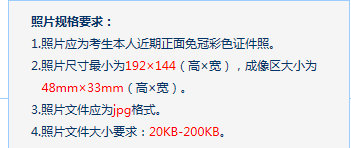 照片规格要求：
1.照片应为考生本人近期正面免冠彩色证件照。
2.照片尺寸最小为192×144（高×宽），成像区大小为
48mm×33mm（高×宽）。
3.照片文件应为jpg格式。
4.照片文件大小要求：20KB-200KB。